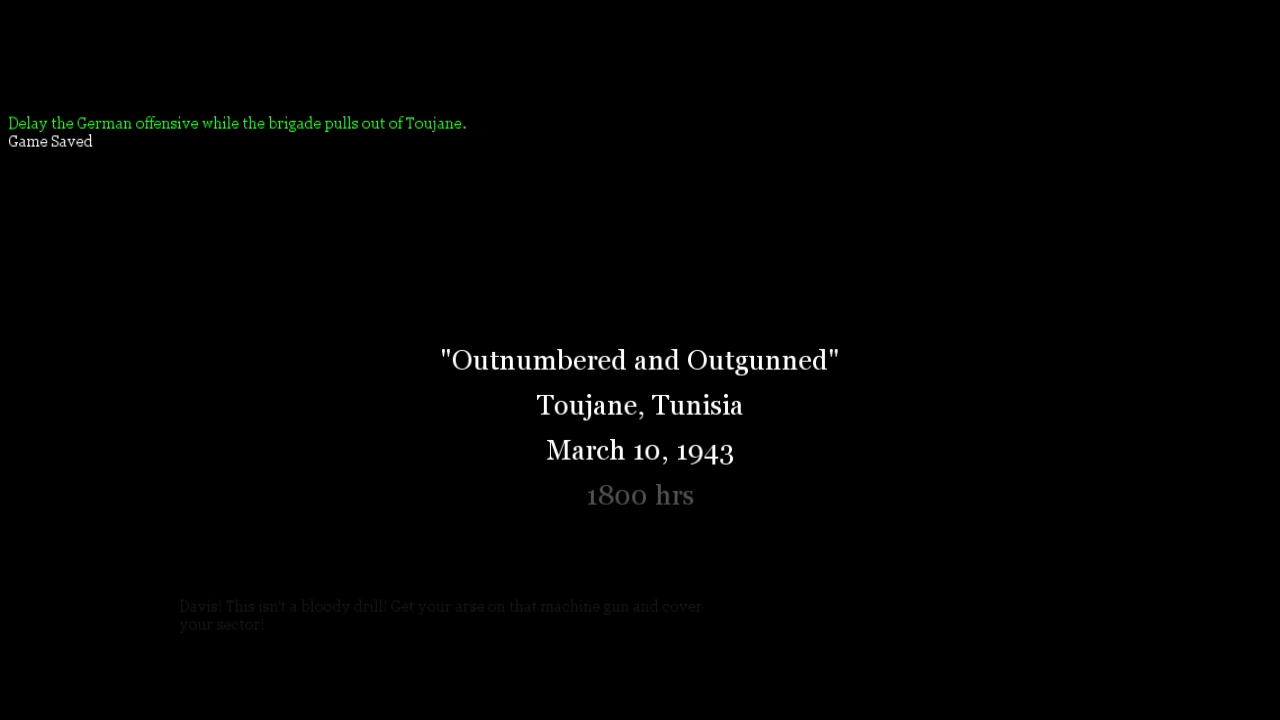 Delay the German offensive while the brigade pulls out of Toujane.
Game Saved
"Outnumbered and Outgunned"
Toujane, Tunisia
March 10, 1943
1800 hrs
Davis! This isn't a bloody drill! Get your arse on that machine gun and cover
your sector!